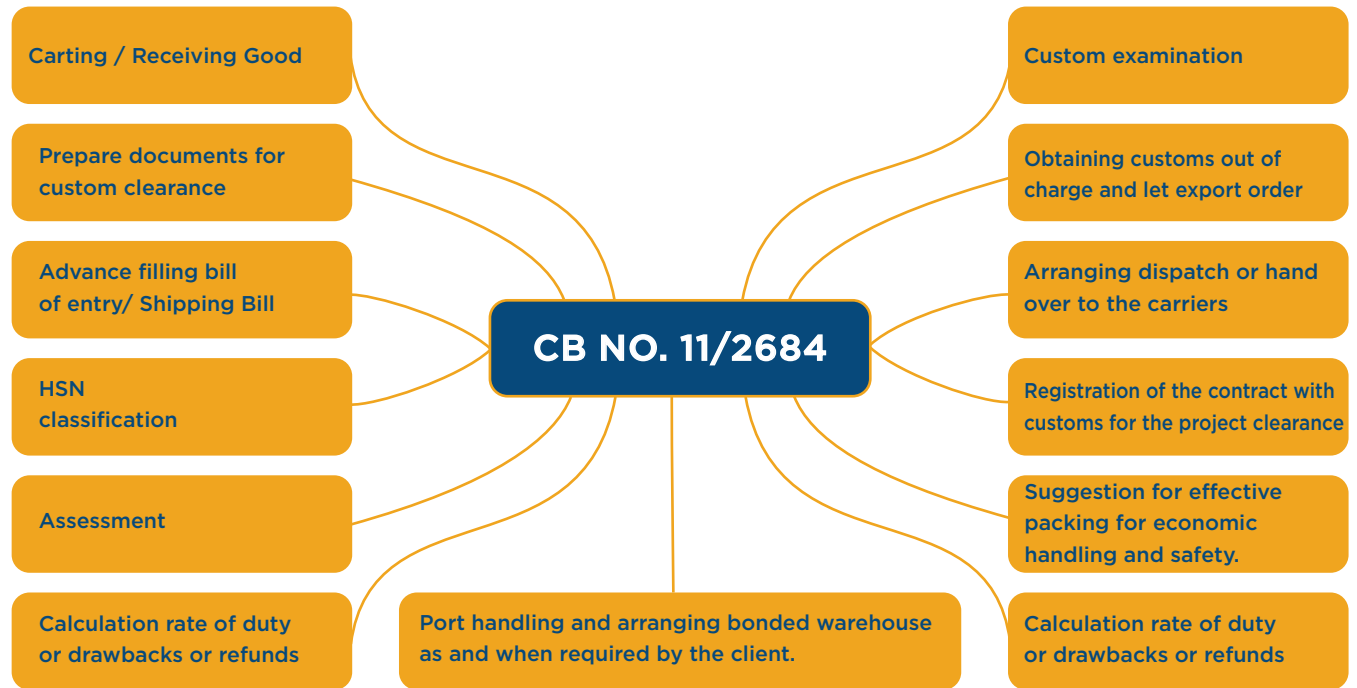 Carting / Receiving Good
Prepare documents for
custom clearance
Advance filling bill
of entry/ Shipping Bill
HSN
classification
Assessment
Calculation rate of duty
or drawbacks or refunds
CB NO. 11/2684
Port handling and arranging bonded warehouse
as and when required by the client.
Custom examination
Obtaining customs out of
charge and let export order
Arranging dispatch or hand
over to the carriers
Registration of the contract with
customs for the project clearance
Suggestion for effective
packing for economic
handling and safety.
Calculation rate of duty
or drawbacks or refunds